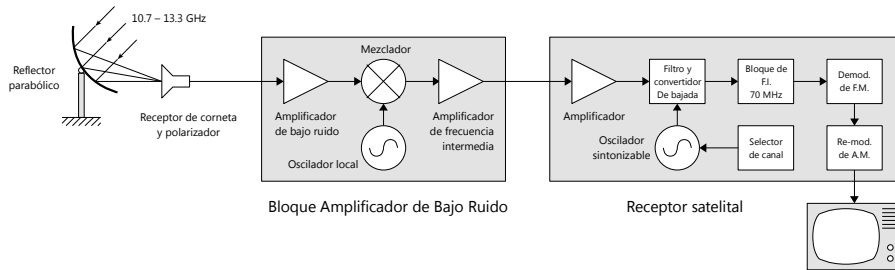 10.7 – 13.3 GHz
Reflector
parabólico
Receptor de corneta
y polarizador
Amplificador
de bajo ruido
Mezclador
Oscilador local
Amplificador
de frecuencia
intermedia
Bloque Amplificador de Bajo Ruido
Amplificador
Filtro y
convertidor
De bajada
Bloque de
F.I.
70 MHz
Demod.
de F.M.
Oscilador
sintonizable
Selector
de canal
Re-mod.
de A.M.
Receptor satelital